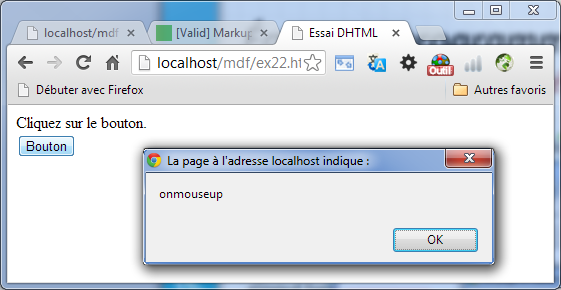 localhost/mdf
[Valid] Markup
Essai DHTML
localhost/mdf/ex22.ht
Outil
Débuter avec Firefox
Autres favoris
Cliquez sur le bouton.
Bouton
La page à l'adresse localhost indique :
onmouseup
OK